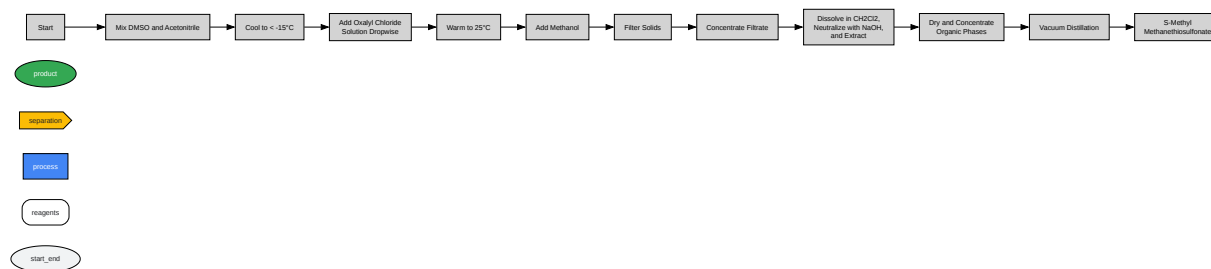 Start
Mix DMSO and Acetonitrile
Cool to < -15°C
Add Oxalyl Chloride
Solution Dropwise
Warm to 25°C
Add Methanol
Filter Solids
Concentrate Filtrate
Dissolve in CH2Cl2,
Neutralize with NaOH,
and Extract
Dry and Concentrate
Organic Phases
Vacuum Distillation
S-Methyl
Methanethiosulfonate
product
separation
process
reagents
start_end